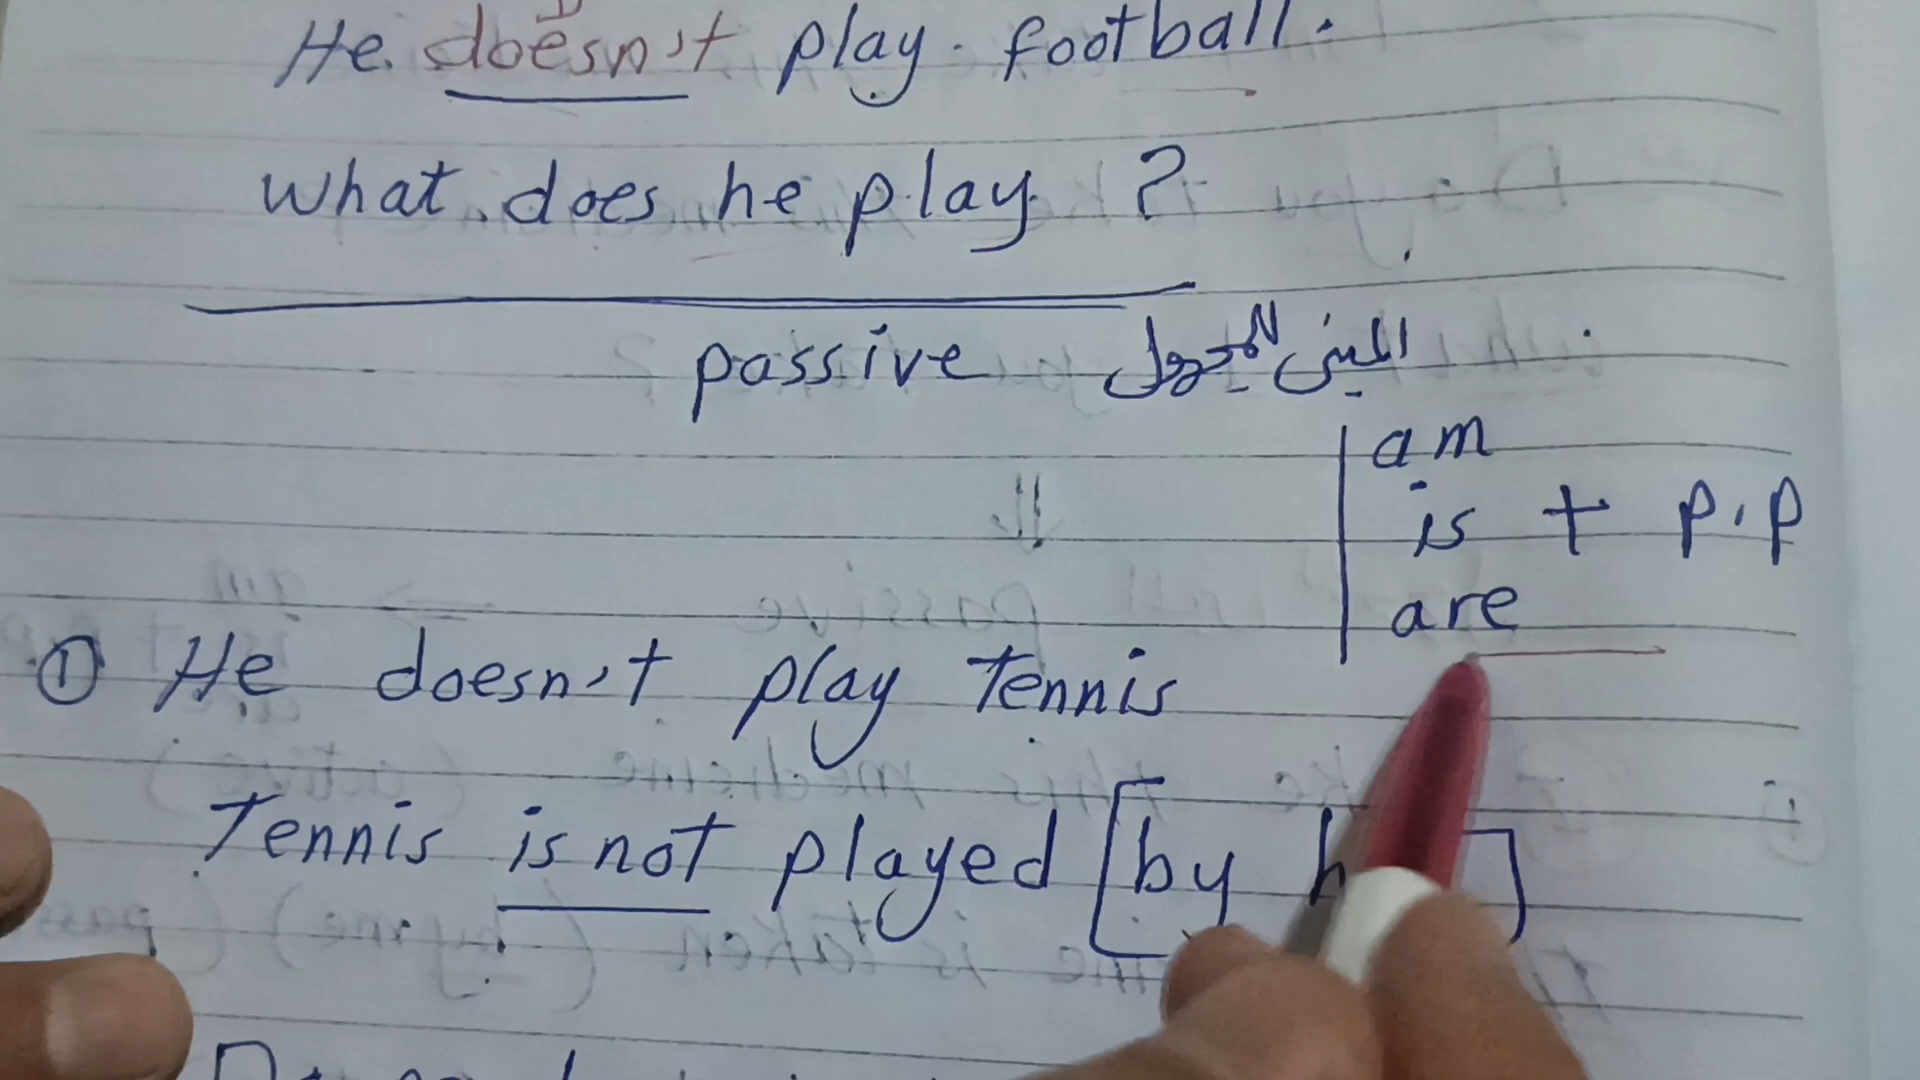 He doesn't play football.
what does he play ?
passive المبنى للمجهول
am
is + p.p
are
① He doesn't play Tennis
Tennis is not played [by